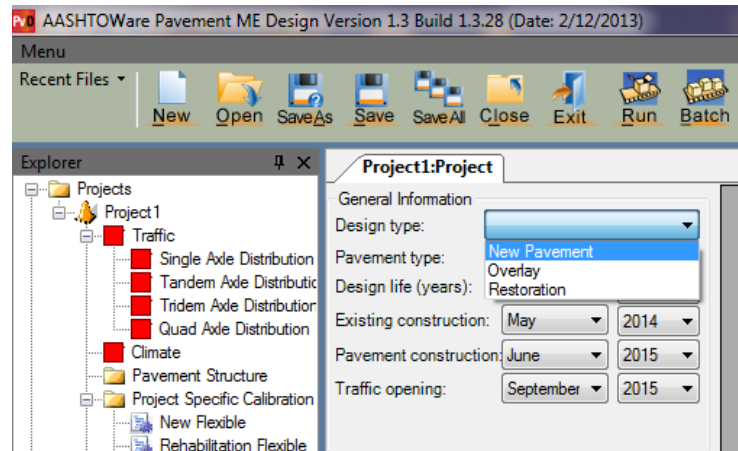 PvD AASHTOWare Pavement ME Design Version 1.3 Build 1.3.28 (Date: 2/12/2013)
Menu
Recent Files
New Open SaveAs Save SaveAll Close Exit Run Batch
Explorer
Projects
Project1
Traffic
Single Axle Distribution
Tandem Axle Distributic
Tridem Axle Distribution
Quad Axle Distribution
Climate
Pavement Structure
Project Specific Calibration
New Flexible
Rehabilitation Flexible
Project1:Project
General Information
Design type:
New Pavement
Overlay
Restoration
Pavement type:
Design life (years):
Existing construction: May 2014
Pavement construction: June 2015
Traffic opening: September 2015